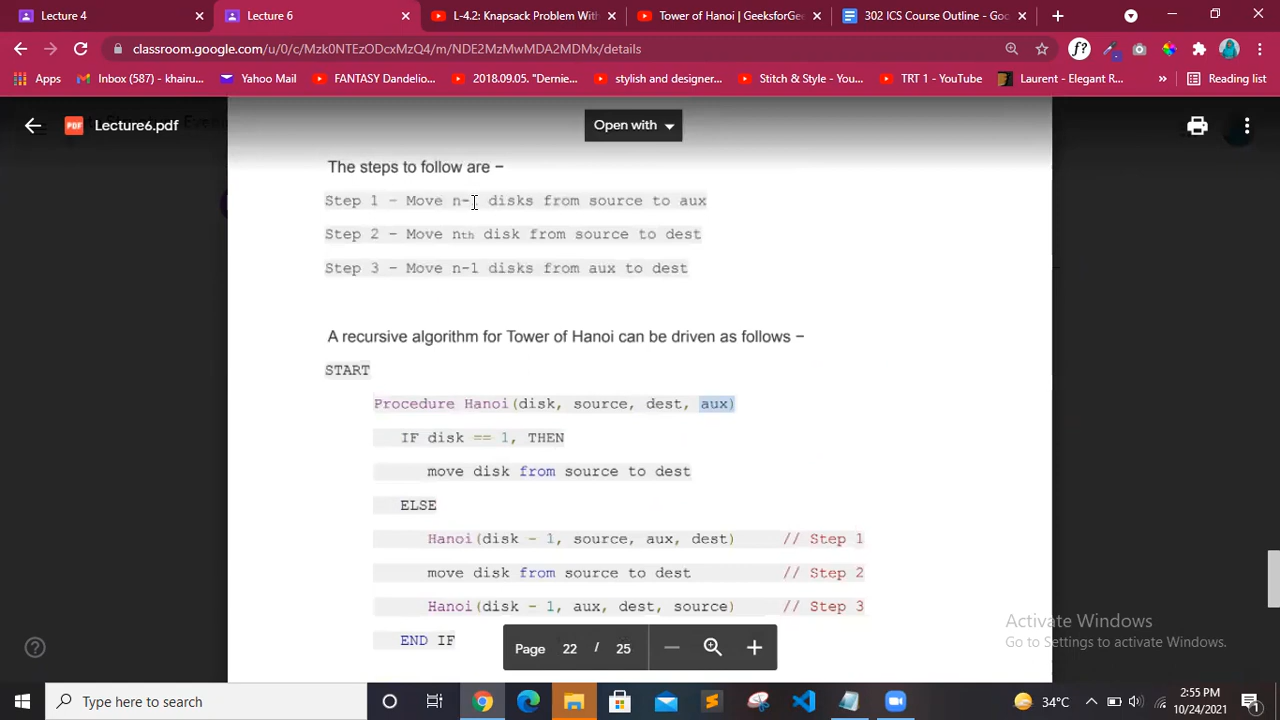 Lecture 4
Lecture 6
L-4.2: Knapsack Problem With
Tower of Hanoi | GeeksforGee
302 ICS Course Outline - Goo
classroom.google.com/u/0/c/Mzk0NTEzODcxMzQ4/m/NDE2MzMwMDA2MDMx/details
Apps
Inbox (587) - khairu...
Yahoo Mail
FANTASY Dandelio...
2018.09.05. "Dernie...
stylish and designer...
Stitch & Style - You...
TRT 1 - YouTube
Laurent - Elegant R...
Reading list
PDF
Lecture6.pdf
Open with
The steps to follow are −
Step 1 − Move n-1 disks from source to aux
Step 2 − Move nth disk from source to dest
Step 3 − Move n-1 disks from aux to dest
A recursive algorithm for Tower of Hanoi can be driven as follows −
START
Procedure Hanoi(disk, source, dest, aux)
IF disk == 1, THEN
move disk from source to dest
ELSE
Hanoi(disk - 1, source, aux, dest) // Step 1
move disk from source to dest // Step 2
Hanoi(disk - 1, aux, dest, source) // Step 3
END IF
Page 22 / 25
Activate Windows
Go to Settings to activate Windows.
Type here to search
34°C
2:55 PM
10/24/2021